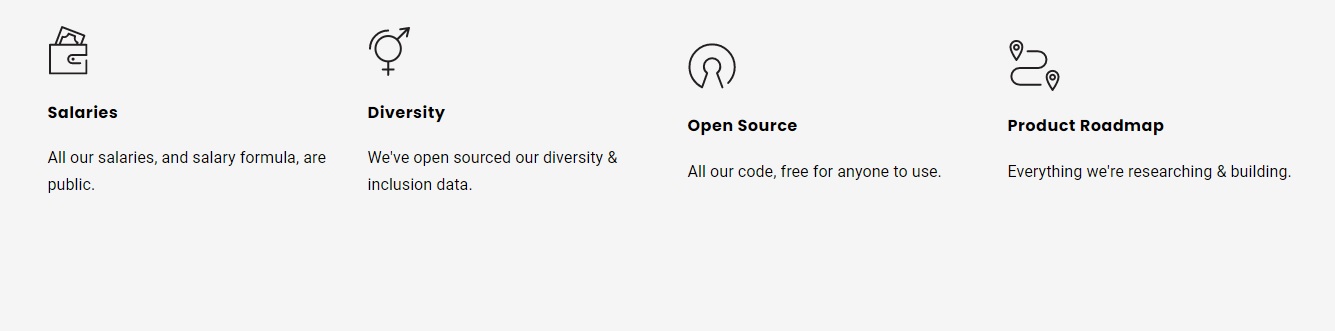 Salaries
All our salaries, and salary formula, are
public.
Diversity
We've open sourced our diversity &
inclusion data.
Open Source
All our code, free for anyone to use.
Product Roadmap
Everything we're researching & building.